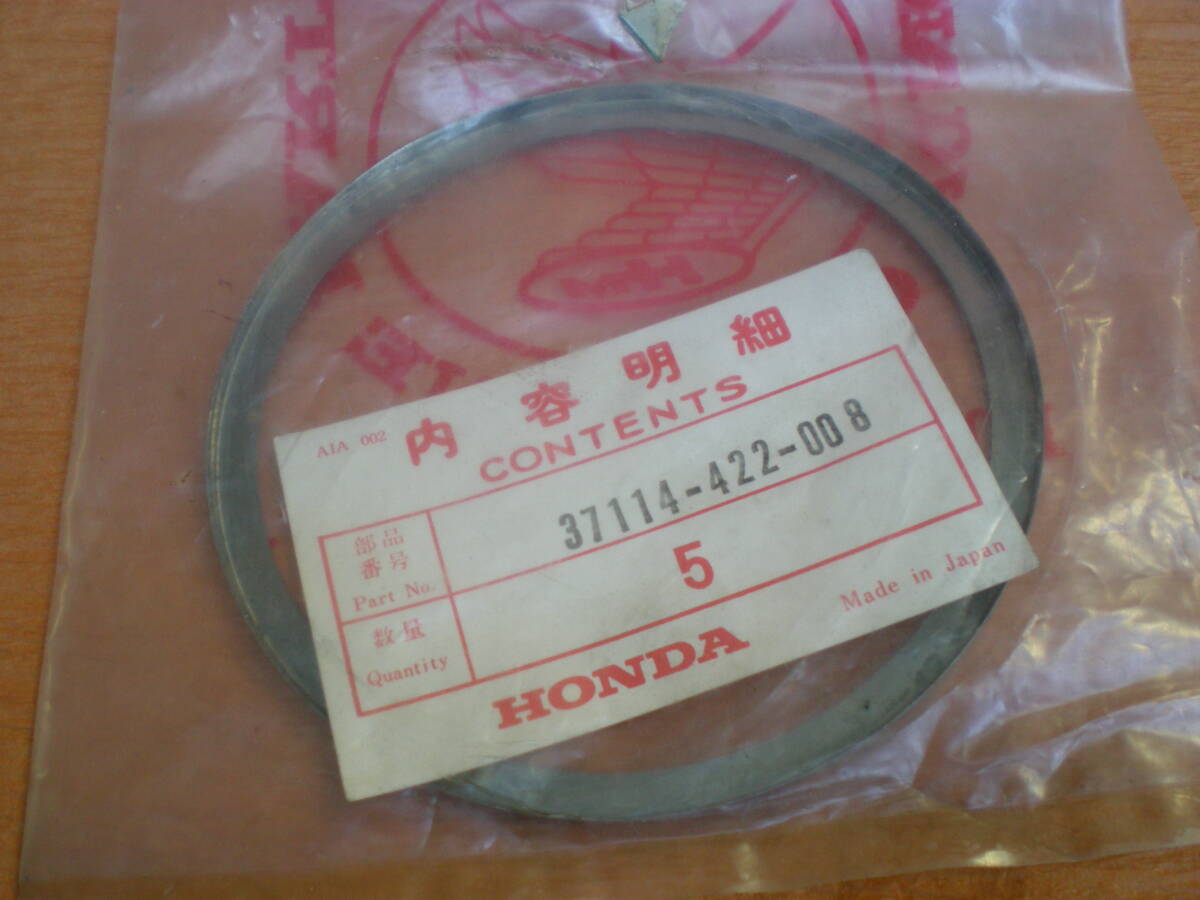 AIA 002
内容明細
CONTENTS
部品
番号
Part No.
37114-422-008
数量
Quantity
5
HONDA
Made in Japan